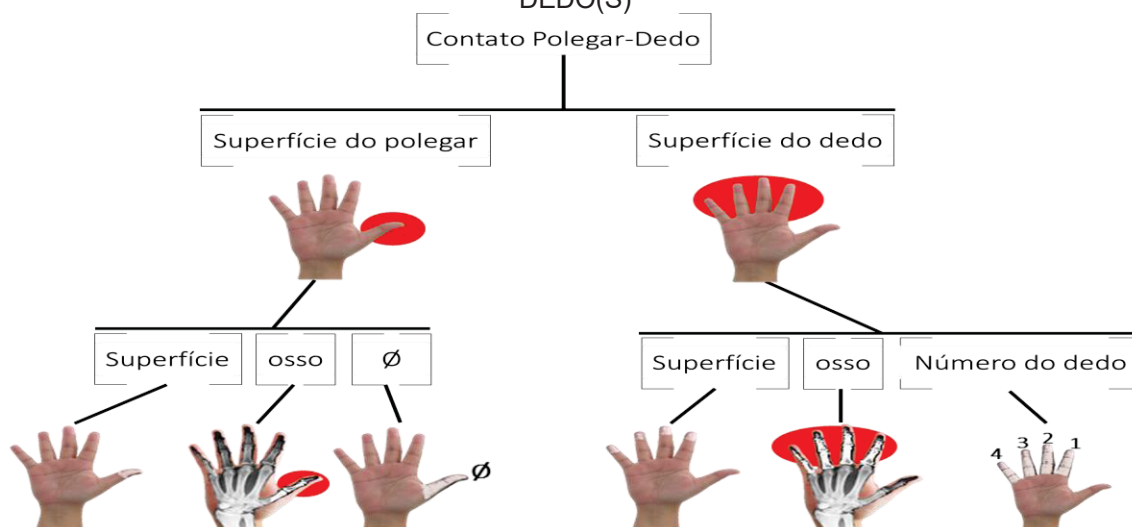 DEDO(S)
Contato Polegar-Dedo
Superfície do polegar
Superfície do dedo
Superfície
osso
Ø
Superfície
osso
Número do dedo
Ø
4 3 2 1